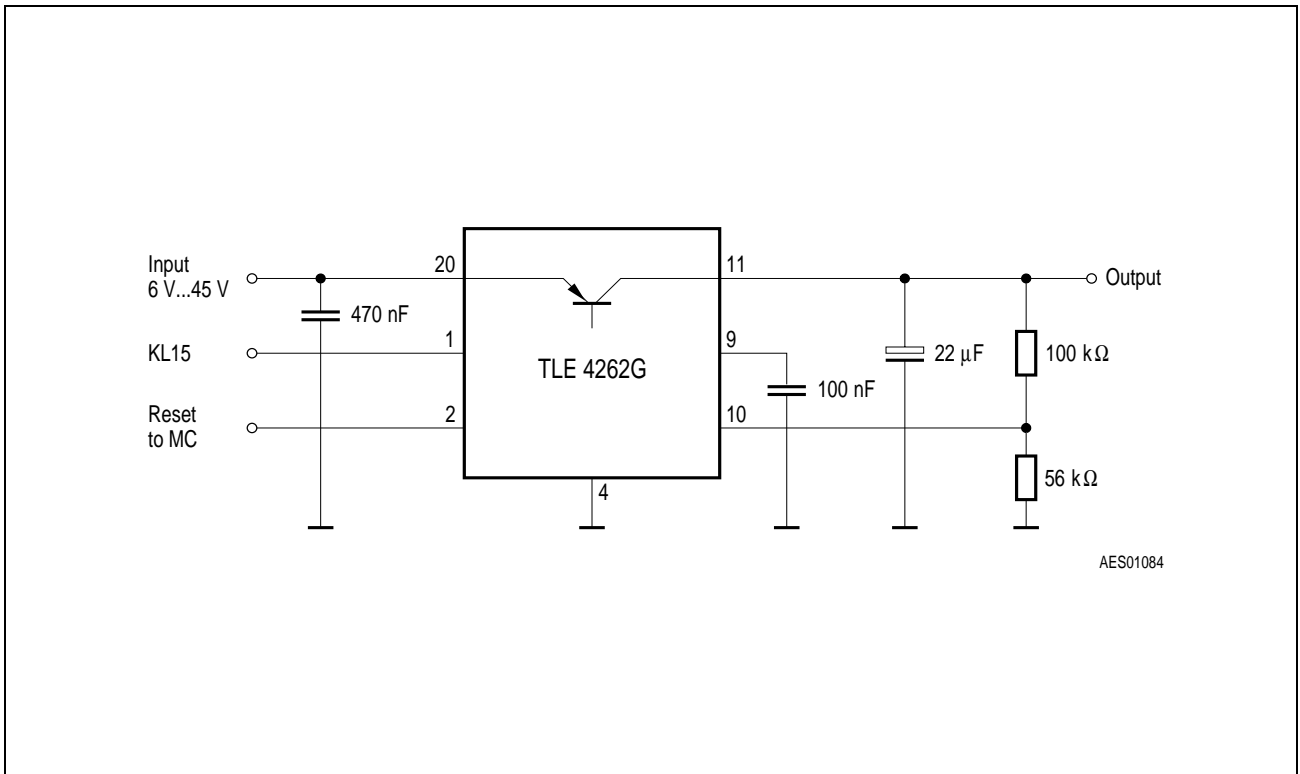 Input
6 V...45 V
20
11
Output
470 nF
KL15
1
9
TLE 4262G
22 μF
100 kΩ
100 nF
Reset
to MC
2
10
56 kΩ
4
AES01084